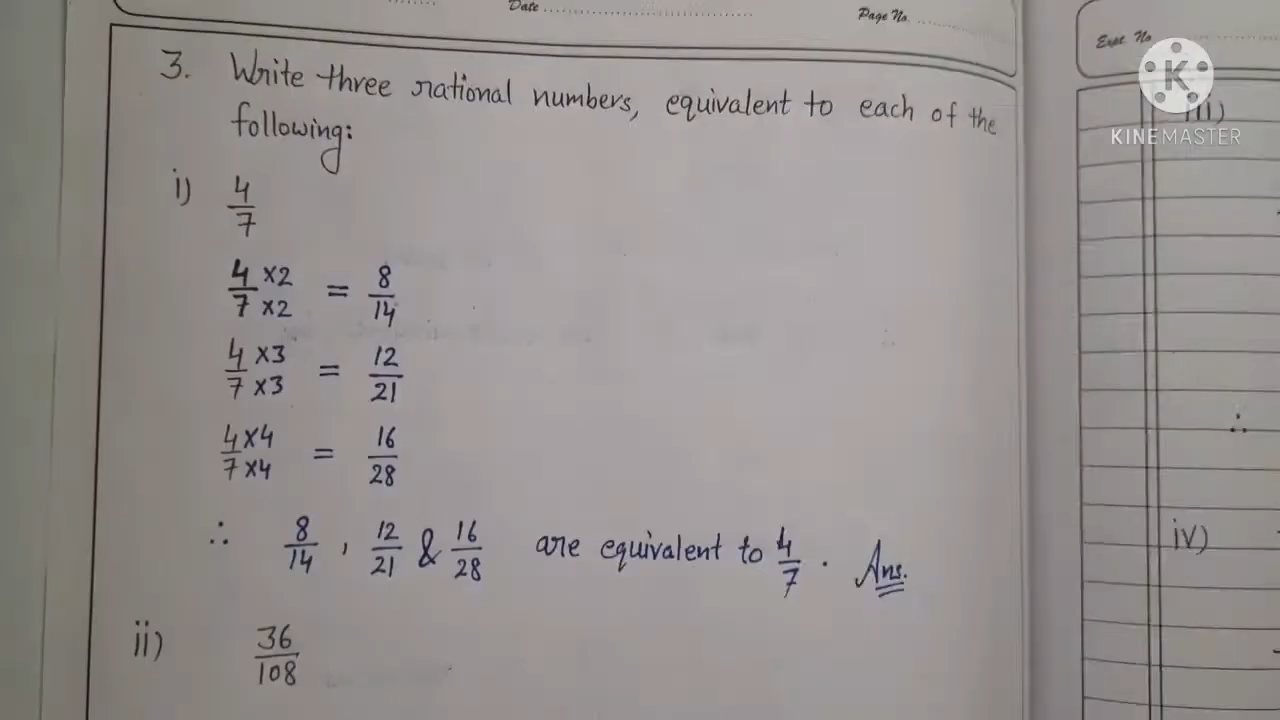 Date
Page No.
3. Write three rational numbers, equivalent to each of the
following:
i) 4/7
4/7 ×2/×2 = 8/14
4/7 ×3/×3 = 12/21
4/7 ×4/×4 = 16/28
∴ 8/14 , 12/21 & 16/28 are equivalent to 4/7 . Ans.
ii) 36/108
Expt. No
K
KINEMASTER
iii)
∴
iv)